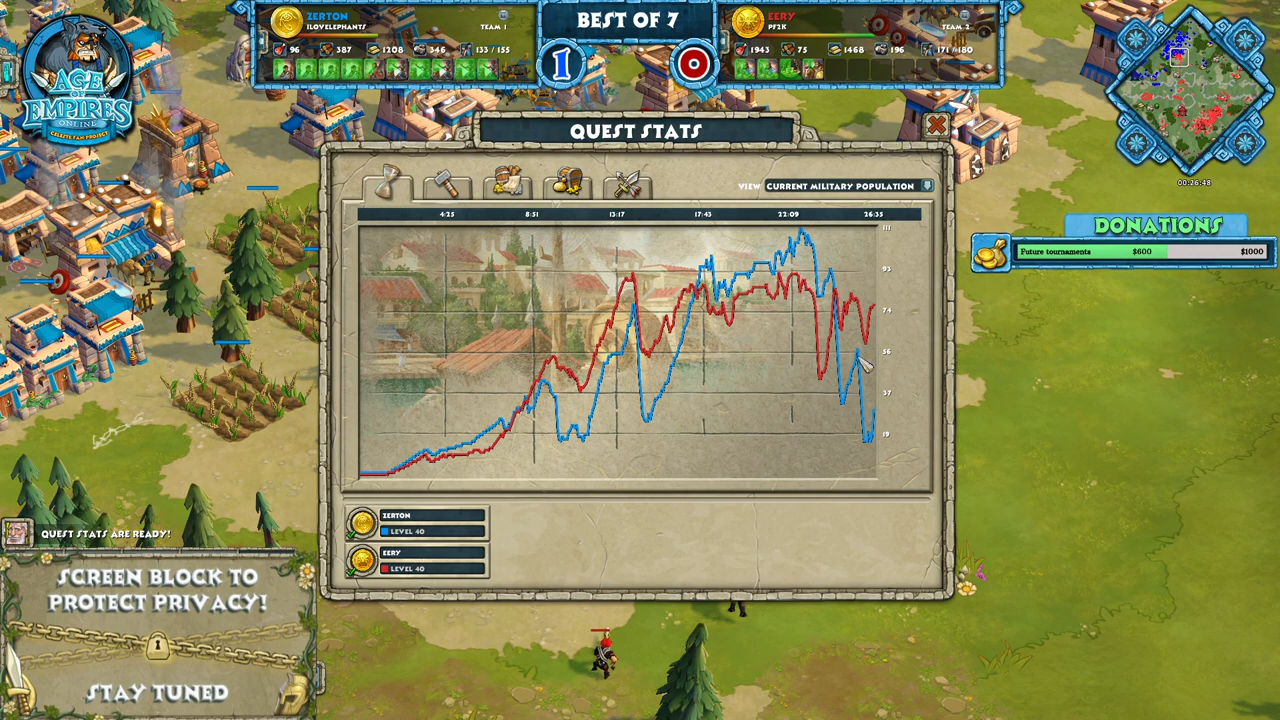 ZERTON
ILOVELEPHANTS
TEAM 1
96 387 1208 346 133 / 155
BEST OF 7
1 0
EERY
PF2K
TEAM 2
1943 75 1468 196 171 / 180
AGE
OF
EMPIRES
ONLINE
CELESTE FAN PROJECT
00:26:48
QUEST STATS
VIEW CURRENT MILITARY POPULATION
4:25 8:51 13:17 17:43 22:09 26:35
111
93
74
56
37
19
DONATIONS
Future tournaments $600 $1000
ZERTON
LEVEL 40
EERY
LEVEL 40
QUEST STATS ARE READY!
SCREEN BLOCK TO
PROTECT PRIVACY!
STAY TUNED